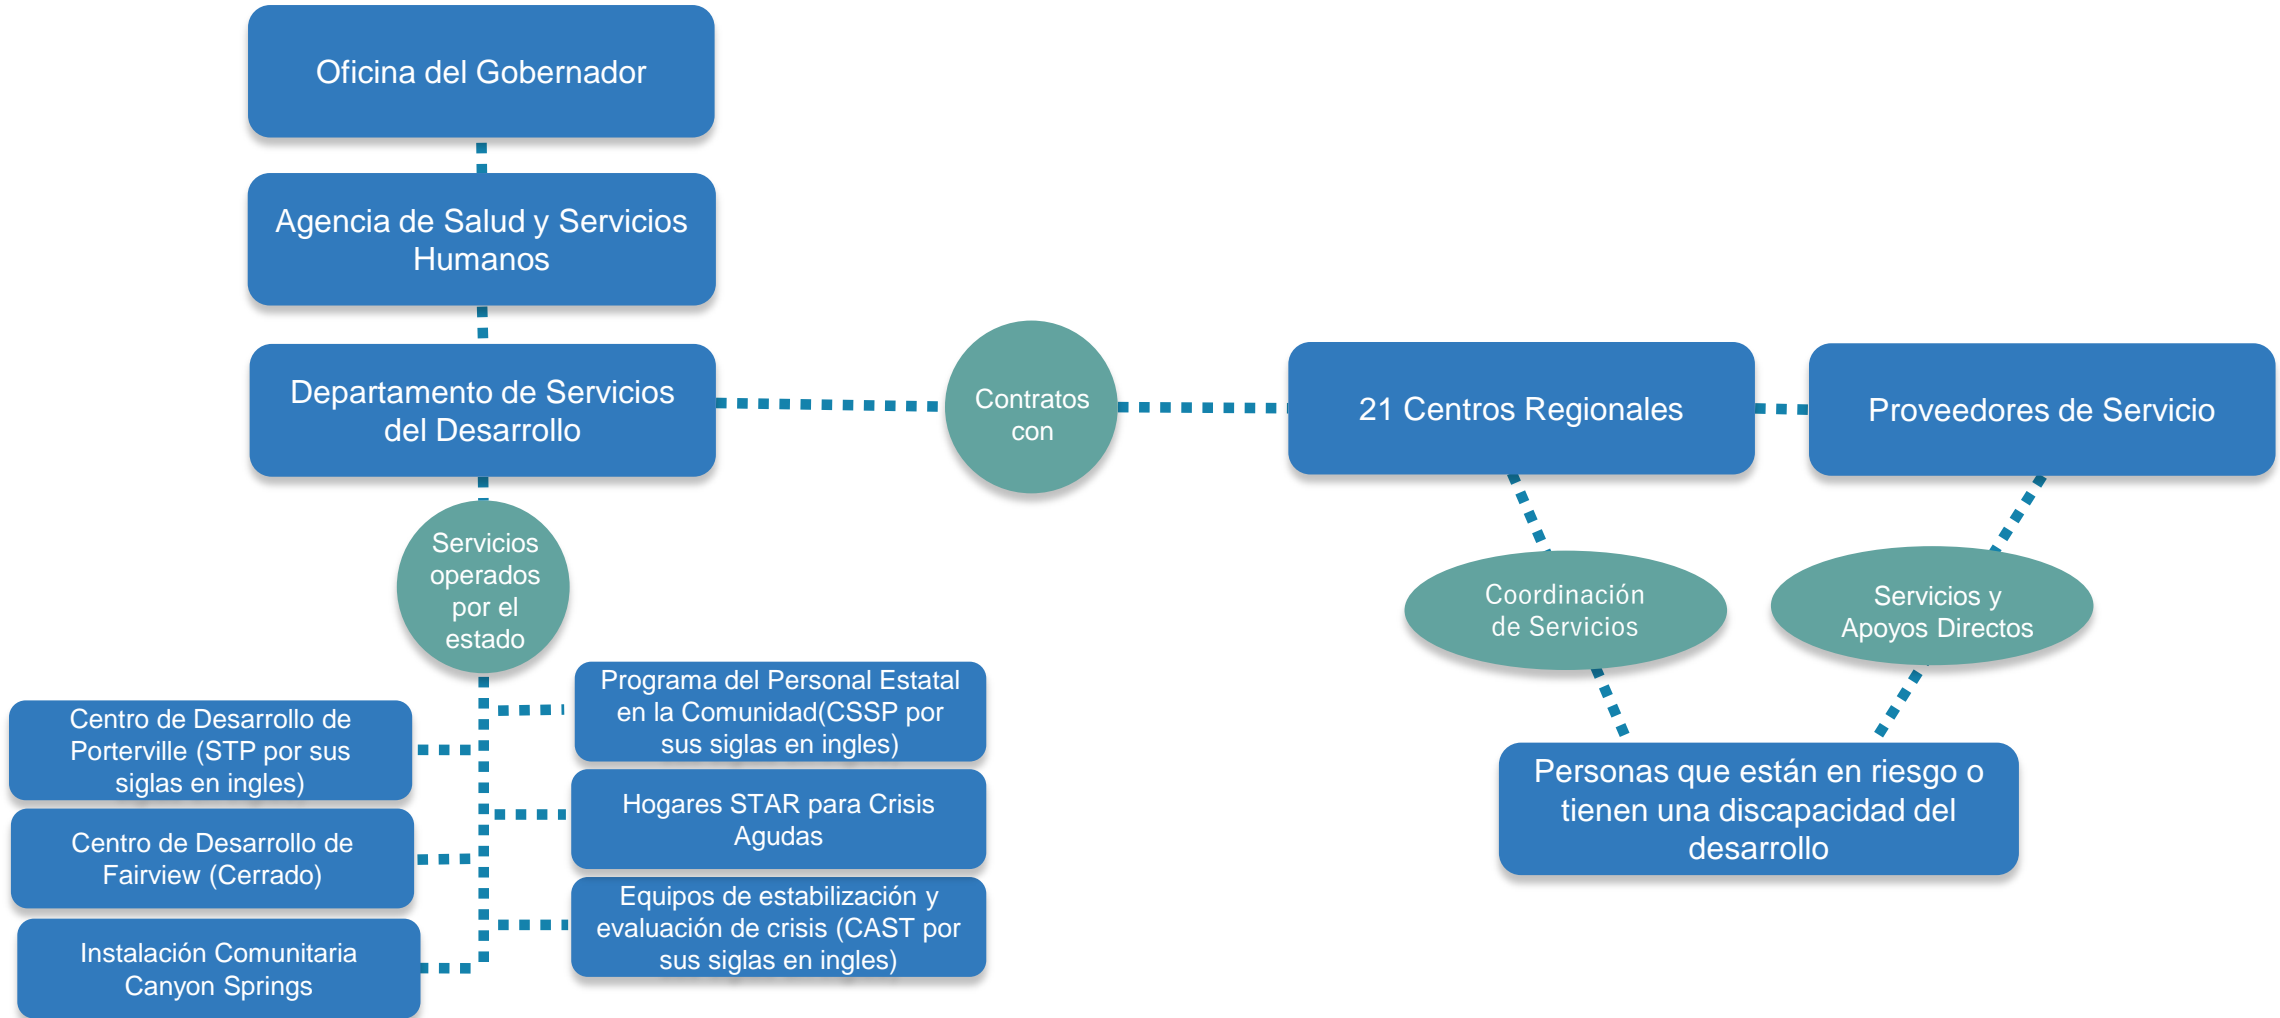 Oficina del Gobernador
Agencia de Salud y Servicios
Humanos
Departamento de Servicios
del Desarrollo
Contratos
con
21 Centros Regionales
Proveedores de Servicio
Servicios
operados
por el
estado
Coordinación
de Servicios
Servicios y
Apoyos Directos
Centro de Desarrollo de
Porterville (STP por sus
siglas en ingles)
Centro de Desarrollo de
Fairview (Cerrado)
Instalación Comunitaria
Canyon Springs
Programa del Personal Estatal
en la Comunidad(CSSP por
sus siglas en ingles)
Hogares STAR para Crisis
Agudas
Equipos de estabilización y
evaluación de crisis (CAST por
sus siglas en ingles)
Personas que están en riesgo o
tienen una discapacidad del
desarrollo